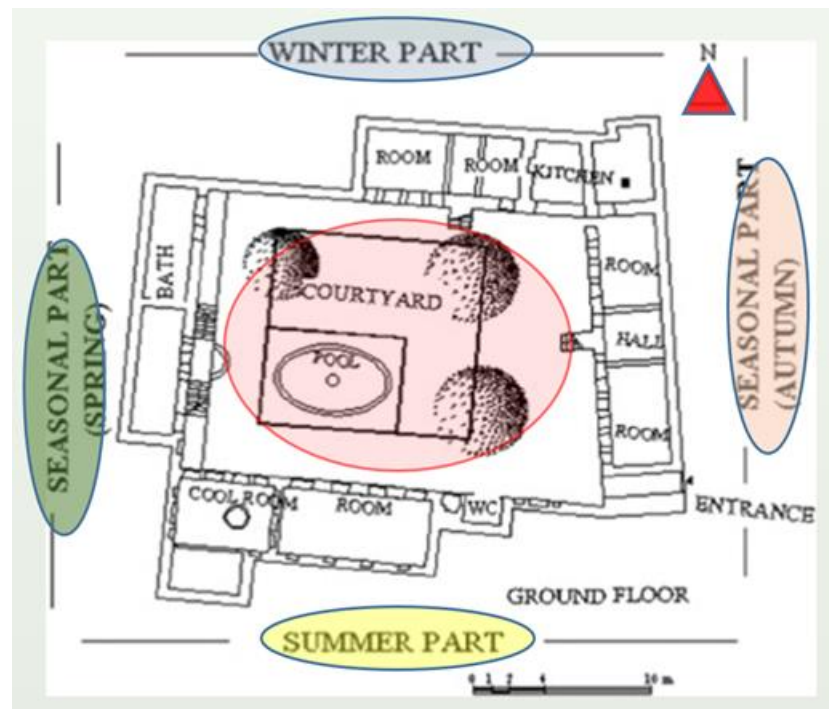 WINTER PART
N
ROOM
ROOM
KITCHEN
BATH
ROOM
COURTYARD
SEASONAL PART
(SPRING)
SEASONAL PART
(AUTUMN)
HALL
POOL
ROOM
COOL ROOM
ROOM
WC
ENTRANCE
GROUND FLOOR
SUMMER PART
0 1 2 4 10 m